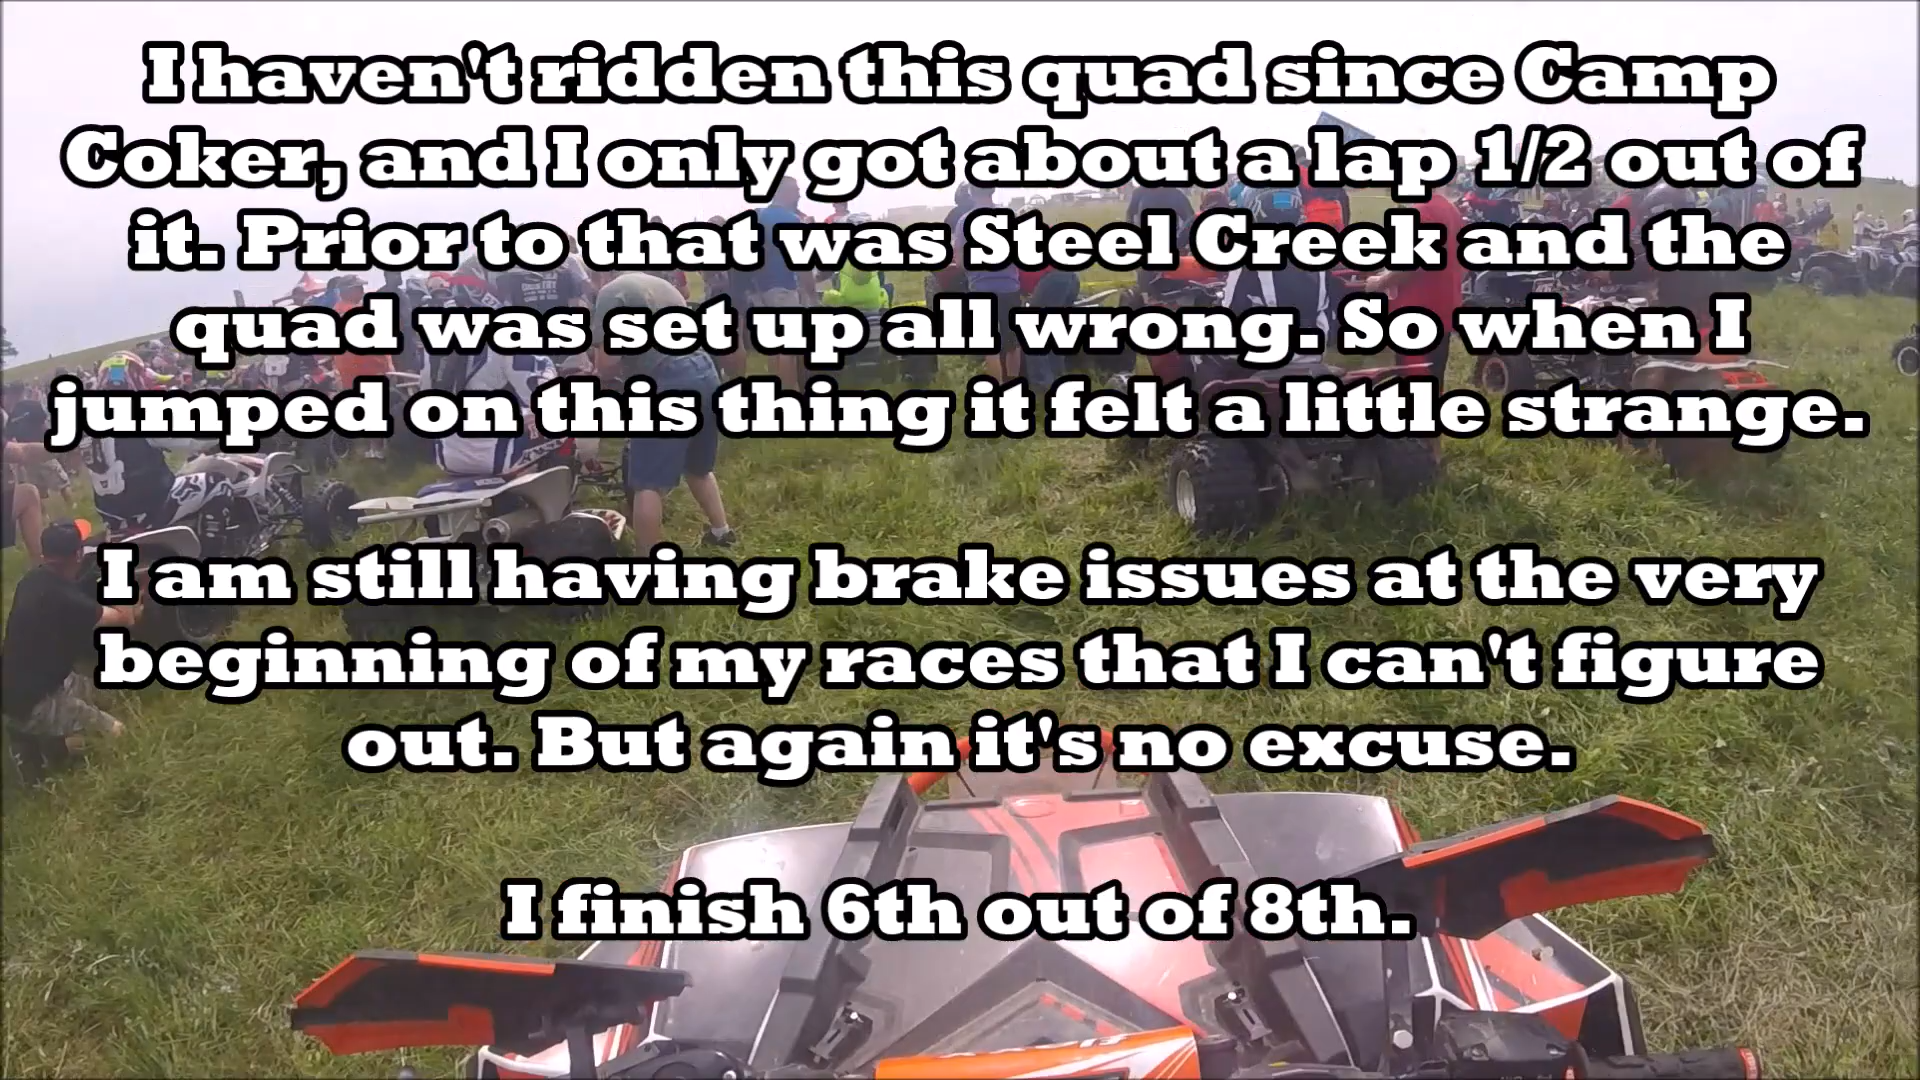 I haven't ridden this quad since Camp
Coker, and I only got about a lap 1/2 out of
it. Prior to that was Steel Creek and the
quad was set up all wrong. So when I
jumped on this thing it felt a little strange.
I am still having brake issues at the very
beginning of my races that I can't figure
out. But again it's no excuse.
I finish 6th out of 8th.